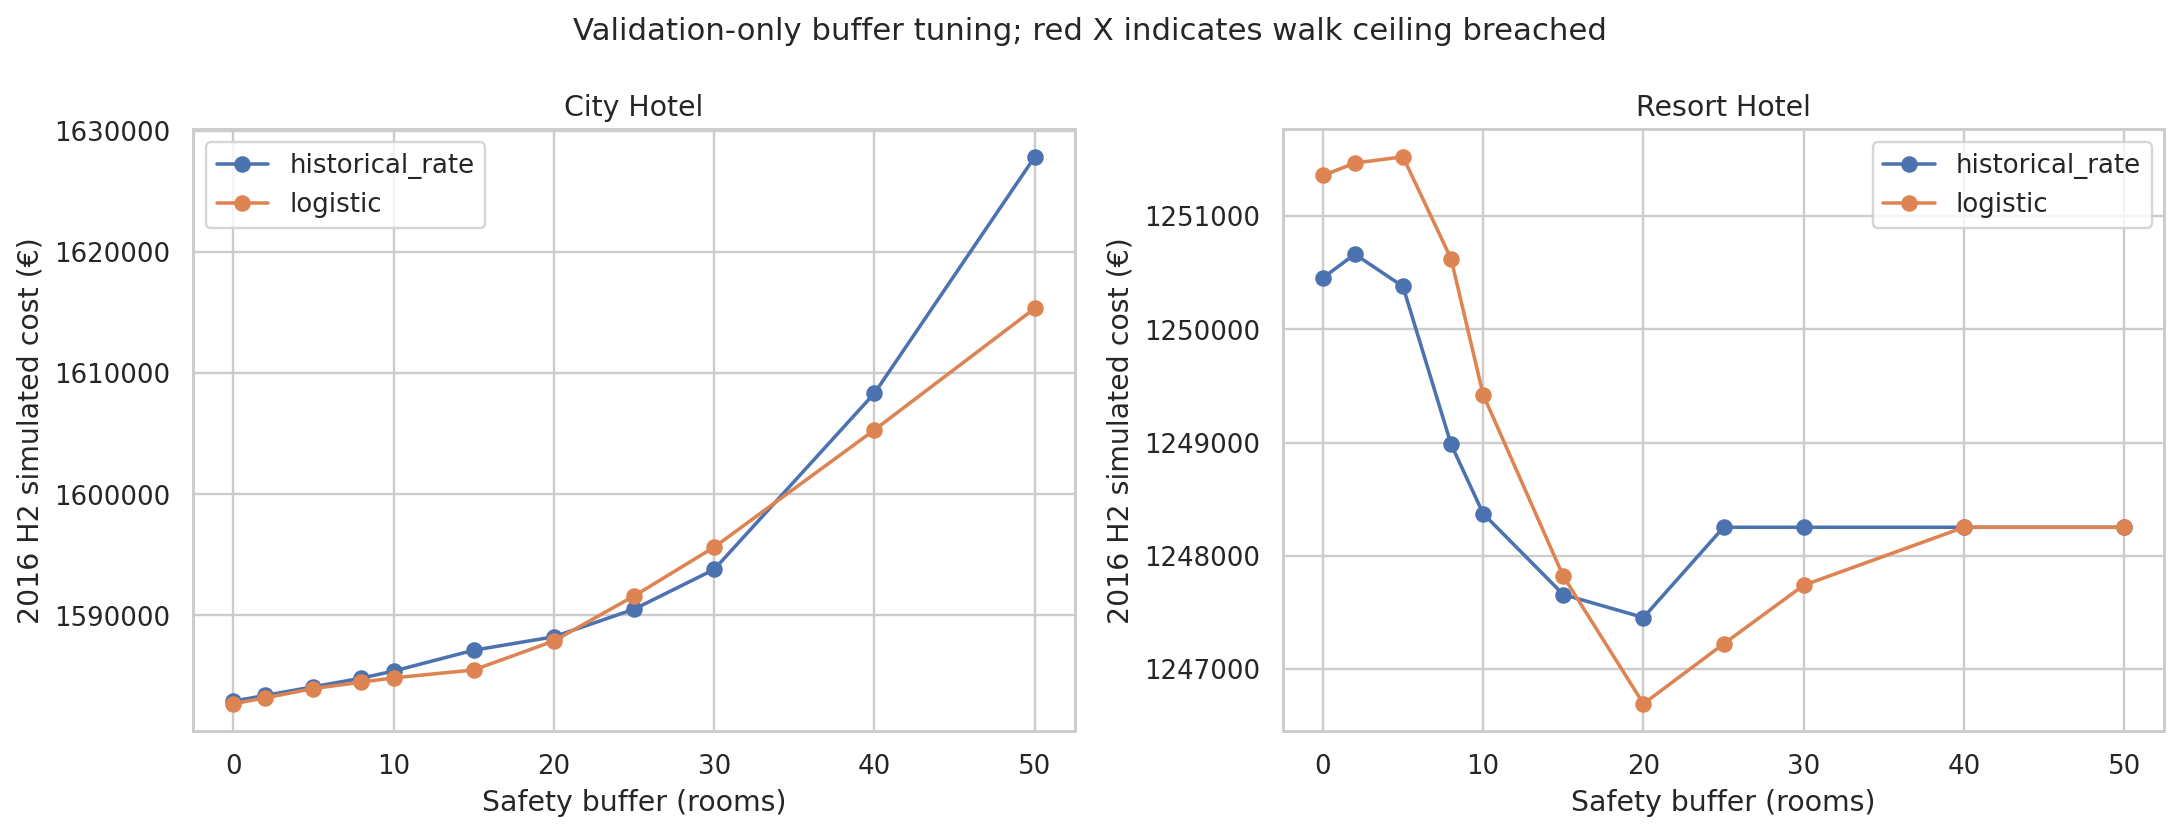 Validation-only buffer tuning; red X indicates walk ceiling breached
City Hotel
1630000
1620000
1610000
1600000
1590000
2016 H2 simulated cost (€)
historical_rate
logistic
0 10 20 30 40 50
Safety buffer (rooms)
Resort Hotel
1251000
1250000
1249000
1248000
1247000
2016 H2 simulated cost (€)
historical_rate
logistic
0 10 20 30 40 50
Safety buffer (rooms)